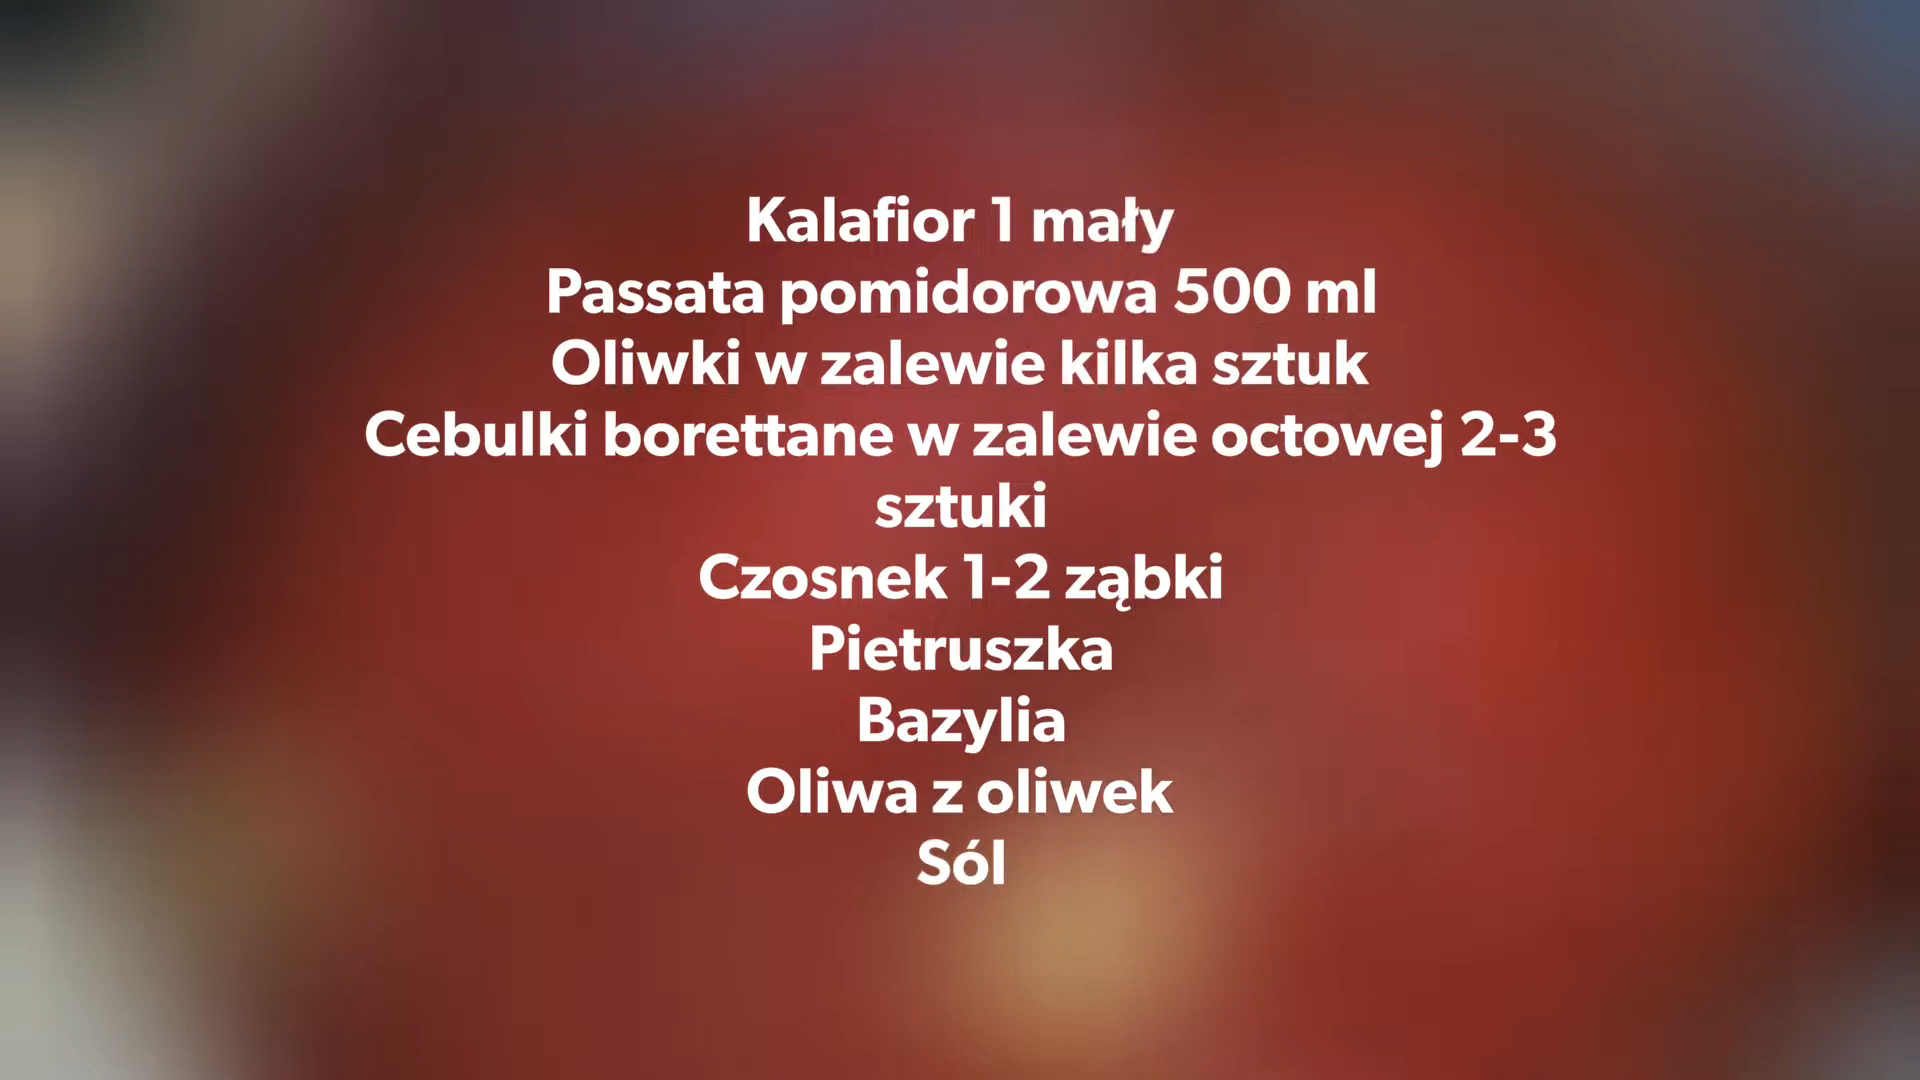 Kalafior 1 mały
Passata pomidorowa 500 ml
Oliwki w zalewie kilka sztuk
Cebulki borettane w zalewie octowej 2-3
sztuki
Czosnek 1-2 ząbki
Pietruszka
Bazylia
Oliwa z oliwek
Sól